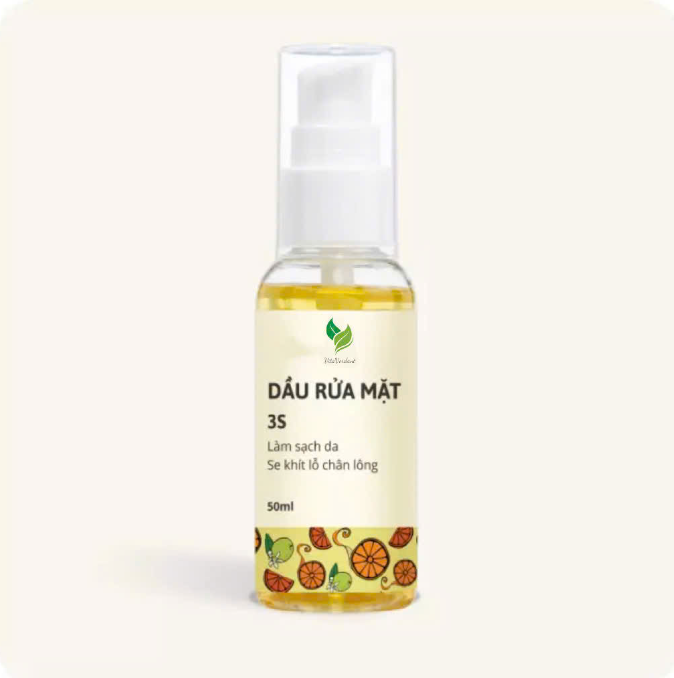 DẦU RỬA MẶT
3S
Làm sạch da
Se khít lỗ chân lông
50ml